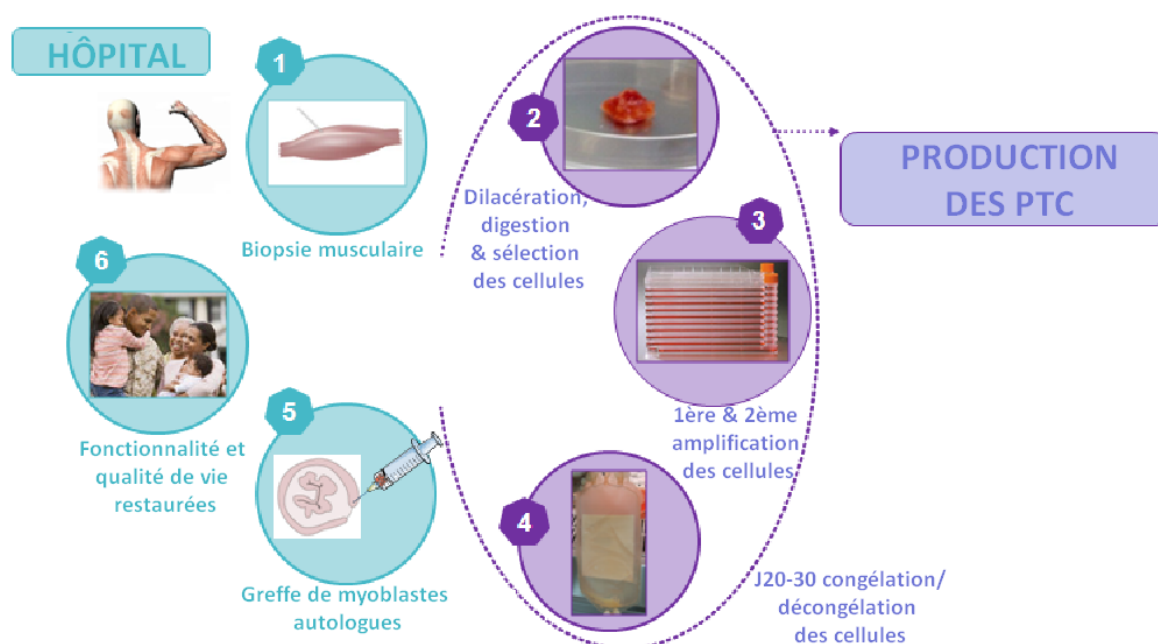 HÔPITAL
1
Biopsie musculaire
2
Dilacération,
digestion
& sélection
des cellules
PRODUCTION
DES PTC
3
1ère & 2ème
amplification
des cellules
4
J20-30 congélation/
décongélation
des cellules
5
Greffe de myoblastes
autologues
6
Fonctionnalité et
qualité de vie
restaurées